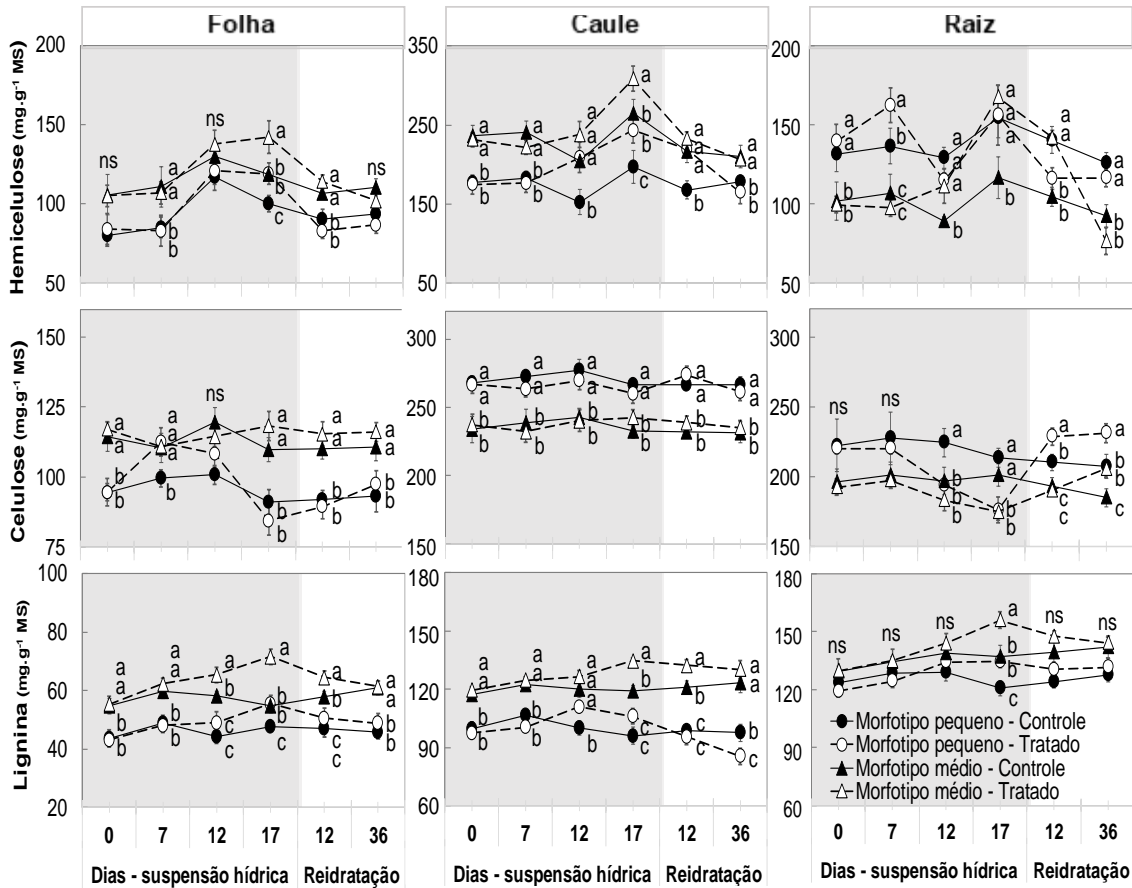 Folha
Caule
Raiz
Hemicelulose (mg.g⁻¹ MS)
200
150
100
50
ns
a
b
b
ns
a
b
b
c
a
a
b
b
ns
350
250
150
50
a
a
b
b
a
a
b
b
a
a
a
b
a
b
b
c
a
a
a
b
a
a
b
b
200
150
100
50
a
a
b
b
a
b
c
c
a
a
a
b
a
a
a
b
a
a
b
b
a
a
b
b
Celulose (mg.g⁻¹ MS)
150
125
100
75
a
a
b
b
a
a
a
b
ns
a
a
b
b
a
a
b
b
a
a
b
b
300
250
200
150
a
a
b
b
a
a
b
b
a
a
b
b
a
a
b
b
a
a
b
b
a
a
b
b
300
250
200
150
ns
ns
a
b
b
b
a
a
b
b
a
b
c
c
a
b
b
c
Lignina (mg.g⁻¹ MS)
100
80
60
40
20
a
a
b
b
a
a
b
b
a
b
c
c
a
b
b
c
a
b
c
c
a
a
b
b
180
150
120
90
60
a
a
b
b
a
a
b
b
a
a
b
c
a
b
c
c
a
b
c
c
a
a
b
c
180
150
120
90
60
ns
ns
ns
a
b
b
c
ns
ns
Morfotipo pequeno - Controle
Morfotipo pequeno - Tratado
Morfotipo médio - Controle
Morfotipo médio - Tratado
0 7 12 17 12 36
0 7 12 17 12 36
0 7 12 17 12 36
Dias - suspensão hídrica Reidratação
Dias - suspensão hídrica Reidratação
Dias - suspensão hídrica Reidratação